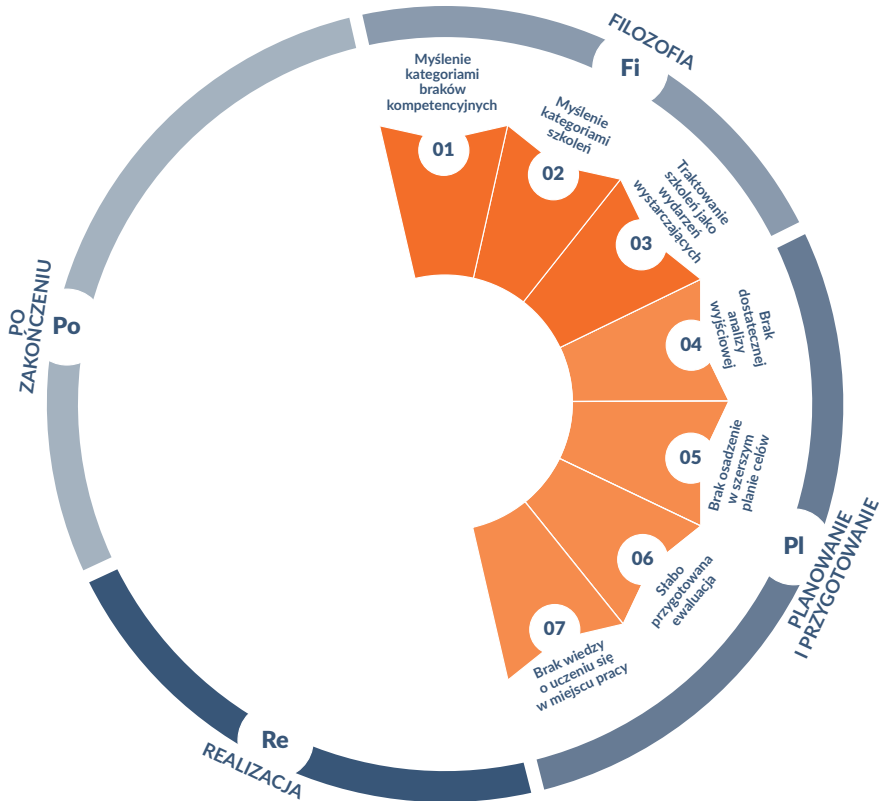 FILOZOFIA
Fi
Myślenie
kategoriami
braków
kompetencyjnych
01
Myślenie
kategoriami
szkoleń
02
Traktowanie
szkoleń jako
wydarzeń
wystarczających
03
Brak
dostatecznej
analizy
wyjściowej
04
Brak osadzenie
w szerszym
planie celów
05
Pl
PLANOWANIE
I PRZYGOTOWANIE
Słabo
przygotowana
ewaluacja
06
07
Brak wiedzy
o uczeniu się
w miejscu pracy
Re
REALIZACJA
PO
ZAKOŃCZENIU
Po